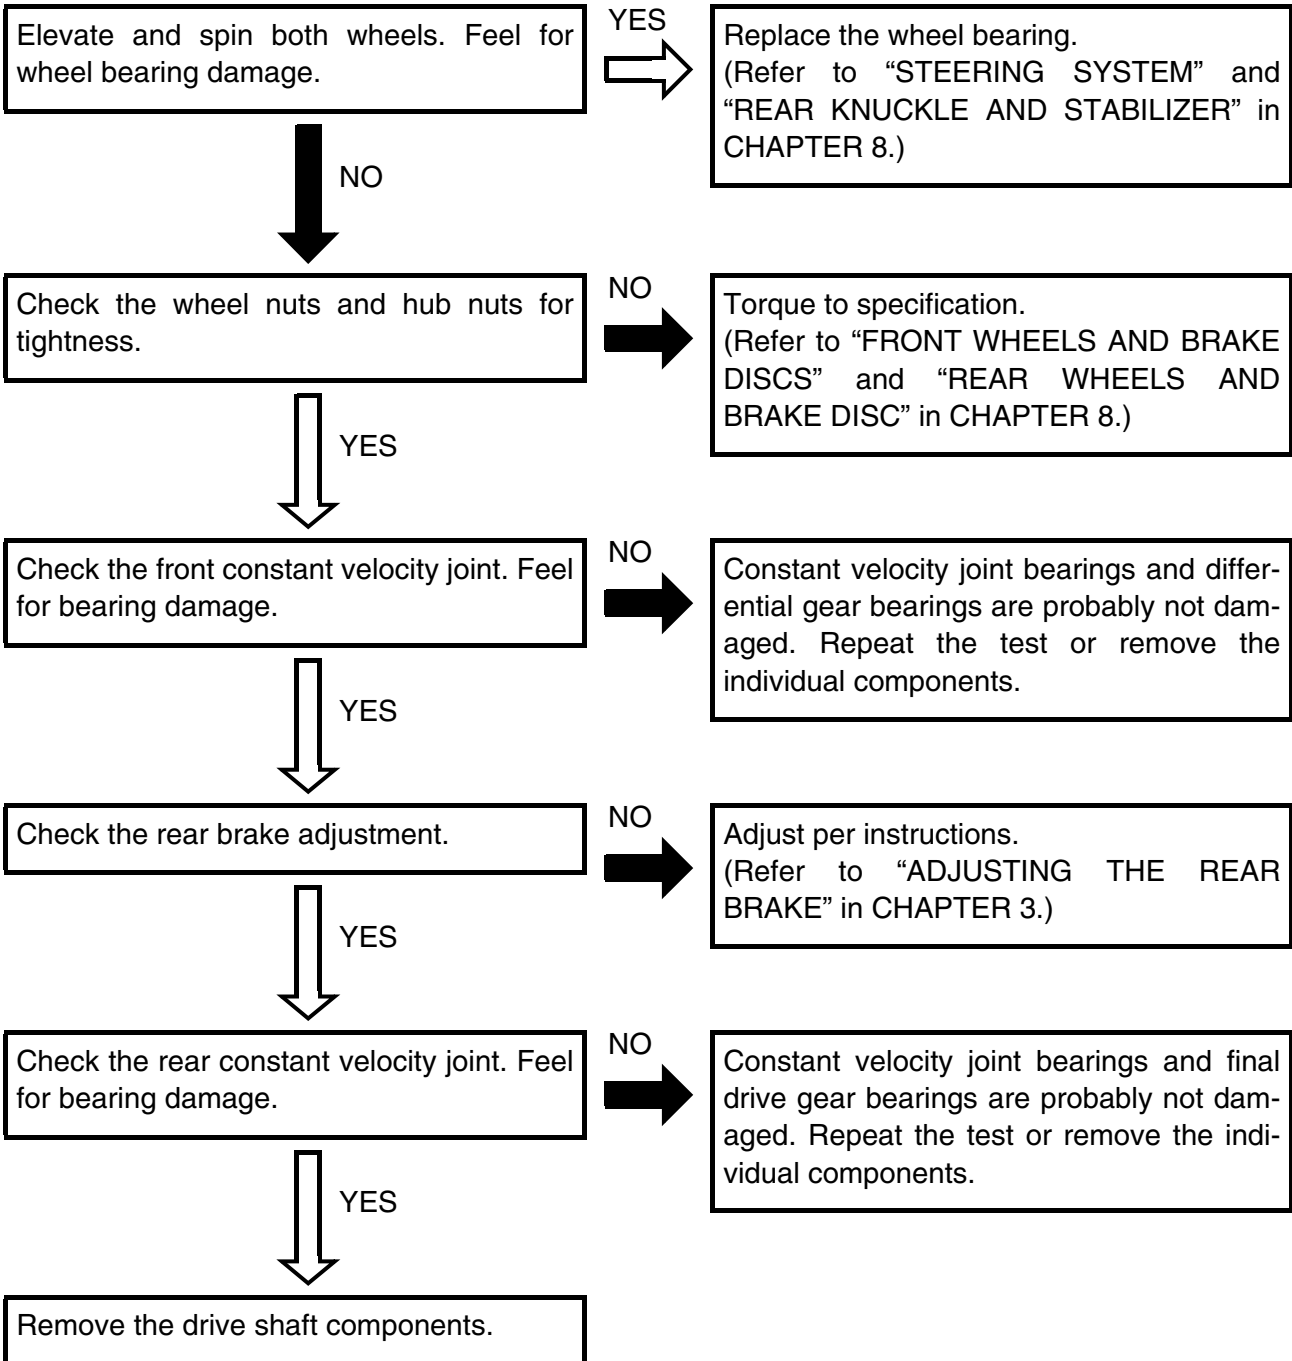 Elevate and spin both wheels. Feel for
wheel bearing damage.
YES
Replace the wheel bearing.
(Refer to “STEERING SYSTEM” and
“REAR KNUCKLE AND STABILIZER” in
CHAPTER 8.)
NO
Check the wheel nuts and hub nuts for
tightness.
NO
Torque to specification.
(Refer to “FRONT WHEELS AND BRAKE
DISCS” and “REAR WHEELS AND
BRAKE DISC” in CHAPTER 8.)
YES
Check the front constant velocity joint. Feel
for bearing damage.
NO
Constant velocity joint bearings and differ-
ential gear bearings are probably not dam-
aged. Repeat the test or remove the
individual components.
YES
Check the rear brake adjustment.
NO
Adjust per instructions.
(Refer to “ADJUSTING THE REAR
BRAKE” in CHAPTER 3.)
YES
Check the rear constant velocity joint. Feel
for bearing damage.
NO
Constant velocity joint bearings and final
drive gear bearings are probably not dam-
aged. Repeat the test or remove the indi-
vidual components.
YES
Remove the drive shaft components.